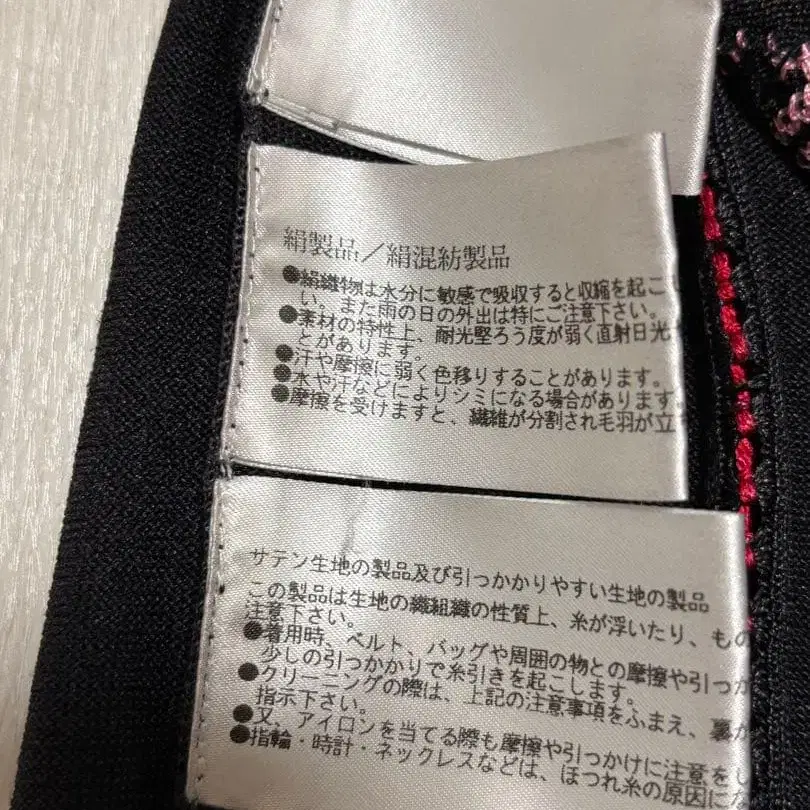 絹製品／絹混紡製品
●絹織物は水分に敏感で吸収すると収縮を起こ
い。また雨の日の外出は特にご注意下さい。
●素材の特性上、耐光堅ろう度が弱く直射日光
とがあります。
●汗や摩擦に弱く色移りすることがあります。
●水や汗などによりシミになる場合があります。
●摩擦を受けますと、繊維が分割され毛羽が立
サテン生地の製品及び引っかかりやすい生地の製品
この製品は生地の織組織の性質上、糸が浮いたり、もの
注意下さい。
●着用時、ベルト、バッグや周囲の物との摩擦や引っか
少しの引っかかりで糸引きを起こします。
●クリーニングの際は、上記の注意事項をふまえ、裏か
指示下さい。
●又、アイロンを当てる際も摩擦や引っかけに注意をし
●指輪・時計・ネックレスなどは、ほつれ糸の原因にな